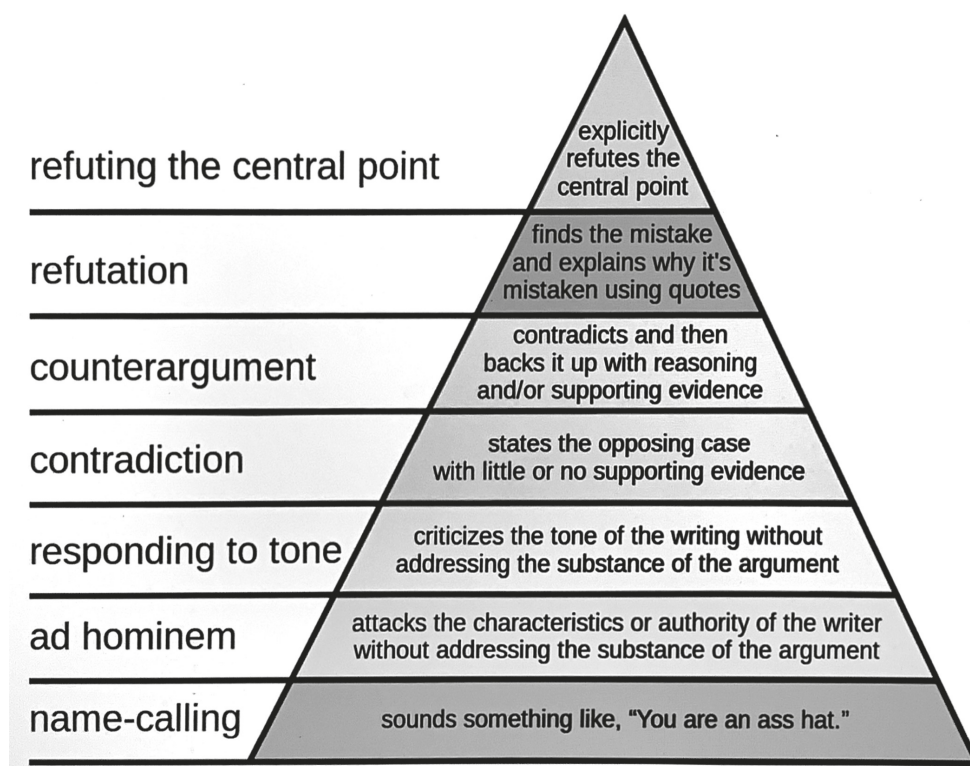 refuting the central point
explicitly
refutes the
central point
refutation
finds the mistake
and explains why it's
mistaken using quotes
counterargument
contradicts and then
backs it up with reasoning
and/or supporting evidence
contradiction
states the opposing case
with little or no supporting evidence
responding to tone
criticizes the tone of the writing without
addressing the substance of the argument
ad hominem
attacks the characteristics or authority of the writer
without addressing the substance of the argument
name-calling
sounds something like, “You are an ass hat.”